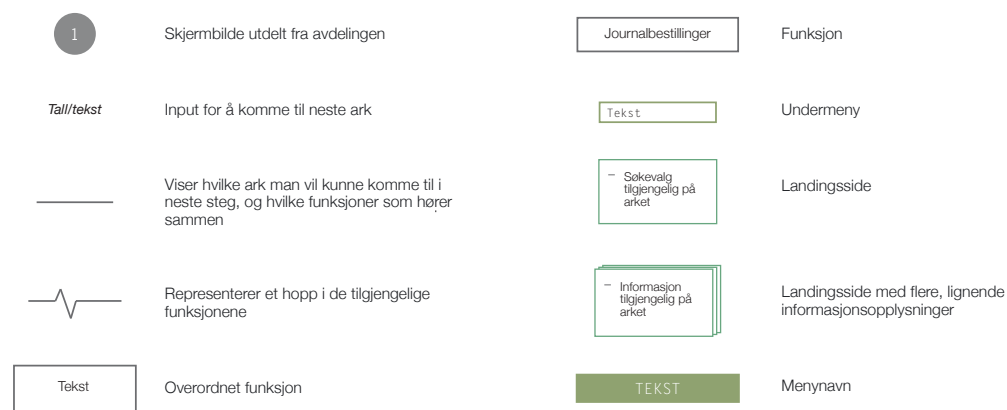 1
Skjermbilde utdelt fra avdelingen
Tall/tekst
Input for å komme til neste ark
Viser hvilke ark man vil kunne komme til i
neste steg, og hvilke funksjoner som hører
sammen
Representerer et hopp i de tilgjengelige
funksjonene
Tekst
Overordnet funksjon
Journalbestillinger
Funksjon
Tekst
Undermeny
– Søkevalg
tilgjengelig på
arket
Landingsside
– Informasjon
tilgjengelig på
arket
Landingsside med flere, lignende
informasjonsopplysninger
TEKST
Menynavn